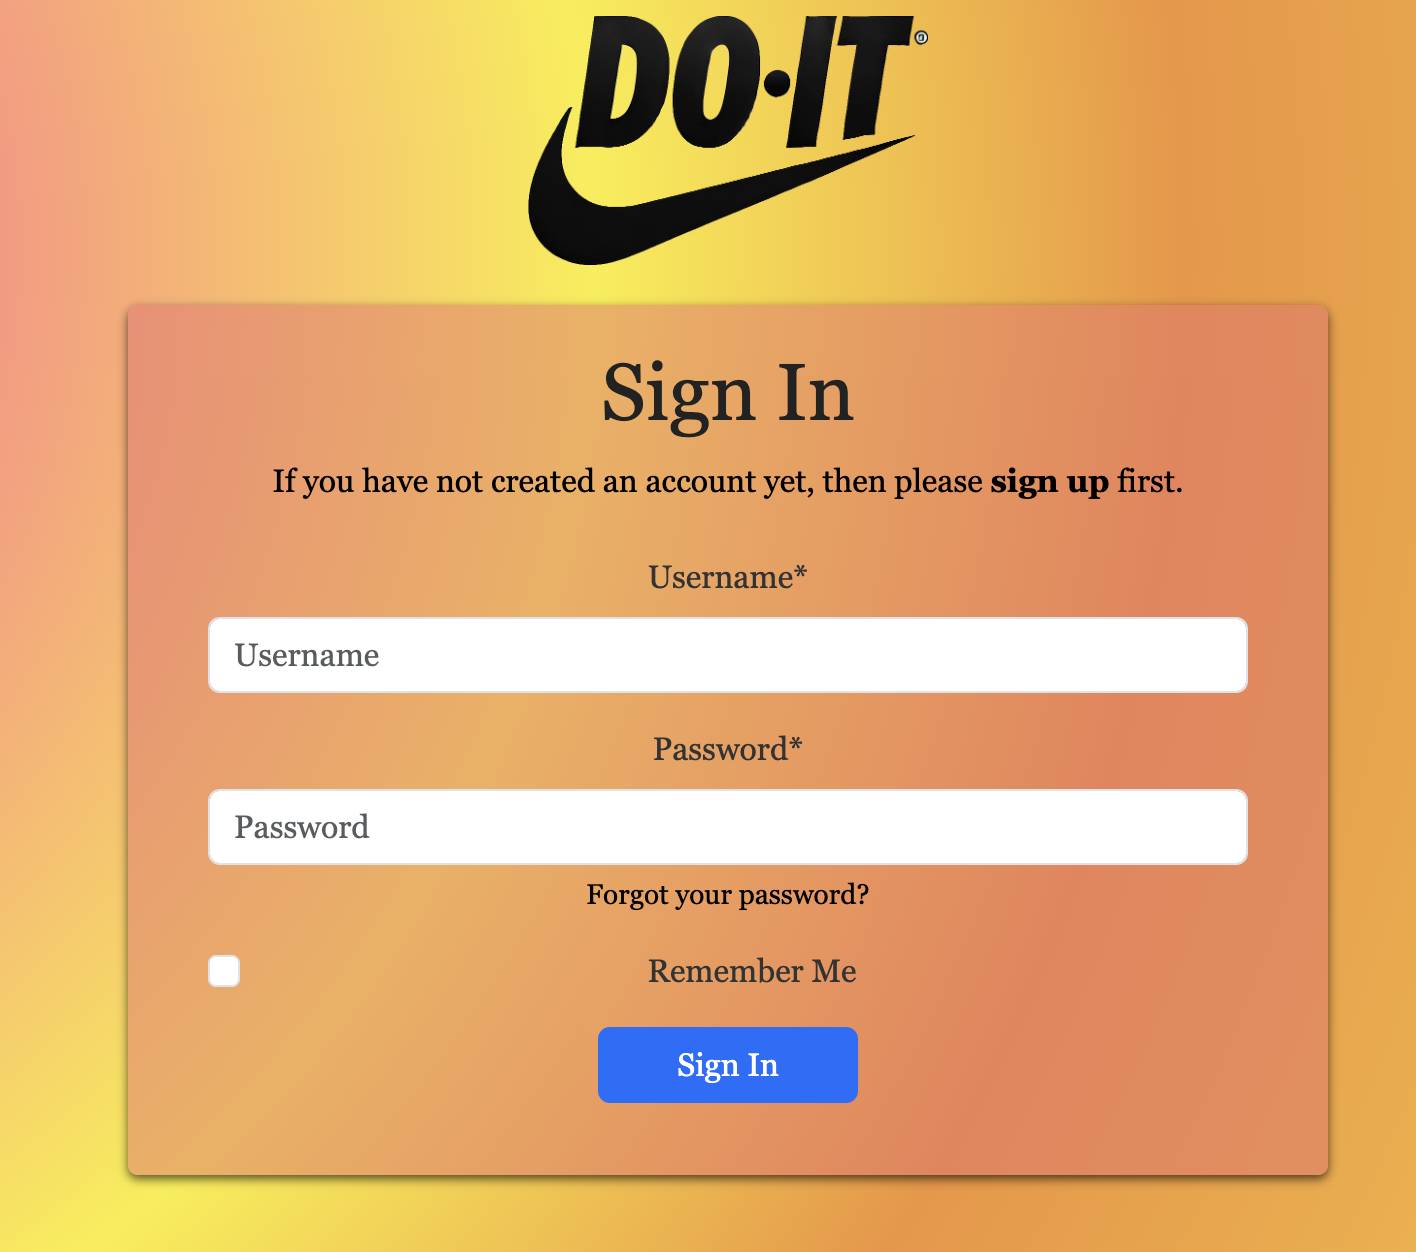 DO·IT®
Sign In
If you have not created an account yet, then please sign up first.
Username*
Username
Password*
Password
Forgot your password?
Remember Me
Sign In